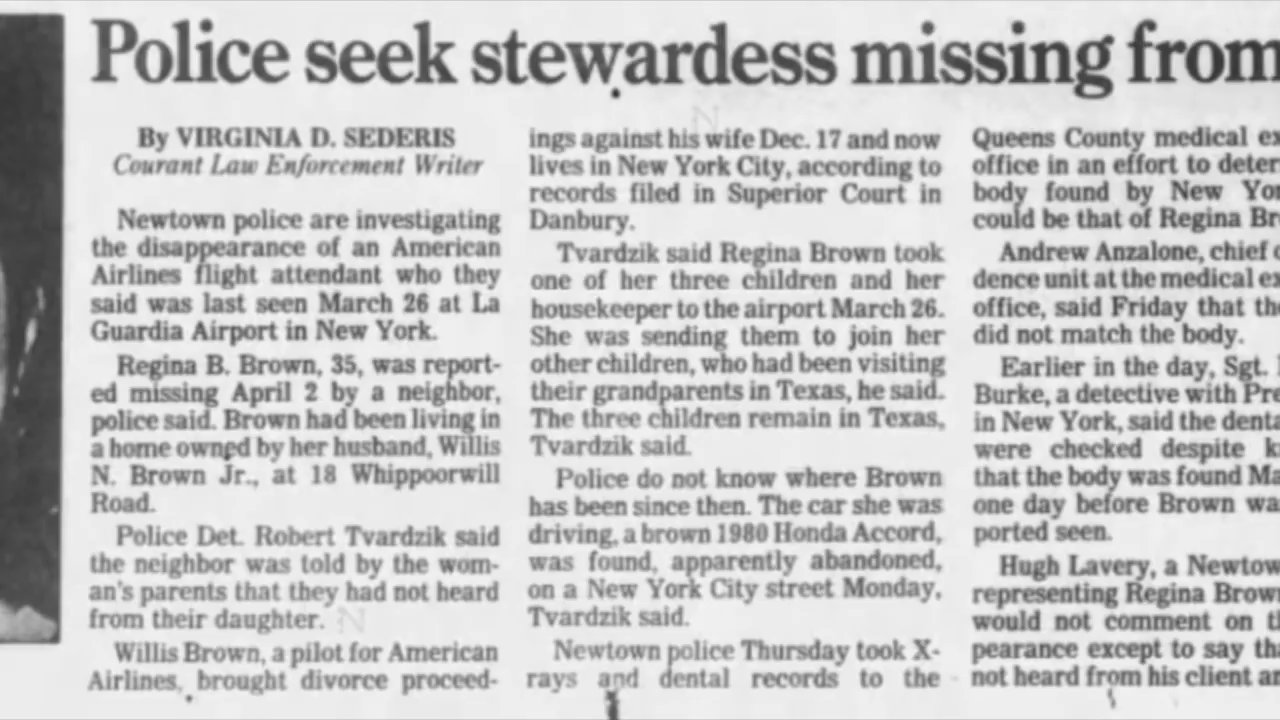 Police seek stewardess missing from
By VIRGINIA D. SEDERIS
Courant Law Enforcement Writer
Newtown police are investigating
the disappearance of an American
Airlines flight attendant who they
said was last seen March 26 at La
Guardia Airport in New York.
Regina B. Brown, 35, was report-
ed missing April 2 by a neighbor,
police said. Brown had been living in
a home owned by her husband, Willis
N. Brown Jr., at 18 Whippoorwill
Road.
Police Det. Robert Tvardzik said
the neighbor was told by the wom-
an's parents that they had not heard
from their daughter.
Willis Brown, a pilot for American
Airlines, brought divorce proceed-
ings against his wife Dec. 17 and now
lives in New York City, according to
records filed in Superior Court in
Danbury.
Tvardzik said Regina Brown took
one of her three children and her
housekeeper to the airport March 26.
She was sending them to join her
other children, who had been visiting
their grandparents in Texas, he said.
The three children remain in Texas,
Tvardzik said.
Police do not know where Brown
has been since then. The car she was
driving, a brown 1980 Honda Accord,
was found, apparently abandoned,
on a New York City street Monday,
Tvardzik said.
Newtown police Thursday took X-
rays and dental records to the
Queens County medical ex
office in an effort to deter
body found by New Yor
could be that of Regina Br
Andrew Anzalone, chief
dence unit at the medical ex
office, said Friday that the
did not match the body.
Earlier in the day, Sgt.
Burke, a detective with Pre
in New York, said the denta
were checked despite k
that the body was found Ma
one day before Brown wa
ported seen.
Hugh Lavery, a Newtow
representing Regina Brown
would not comment on th
pearance except to say tha
not heard from his client an